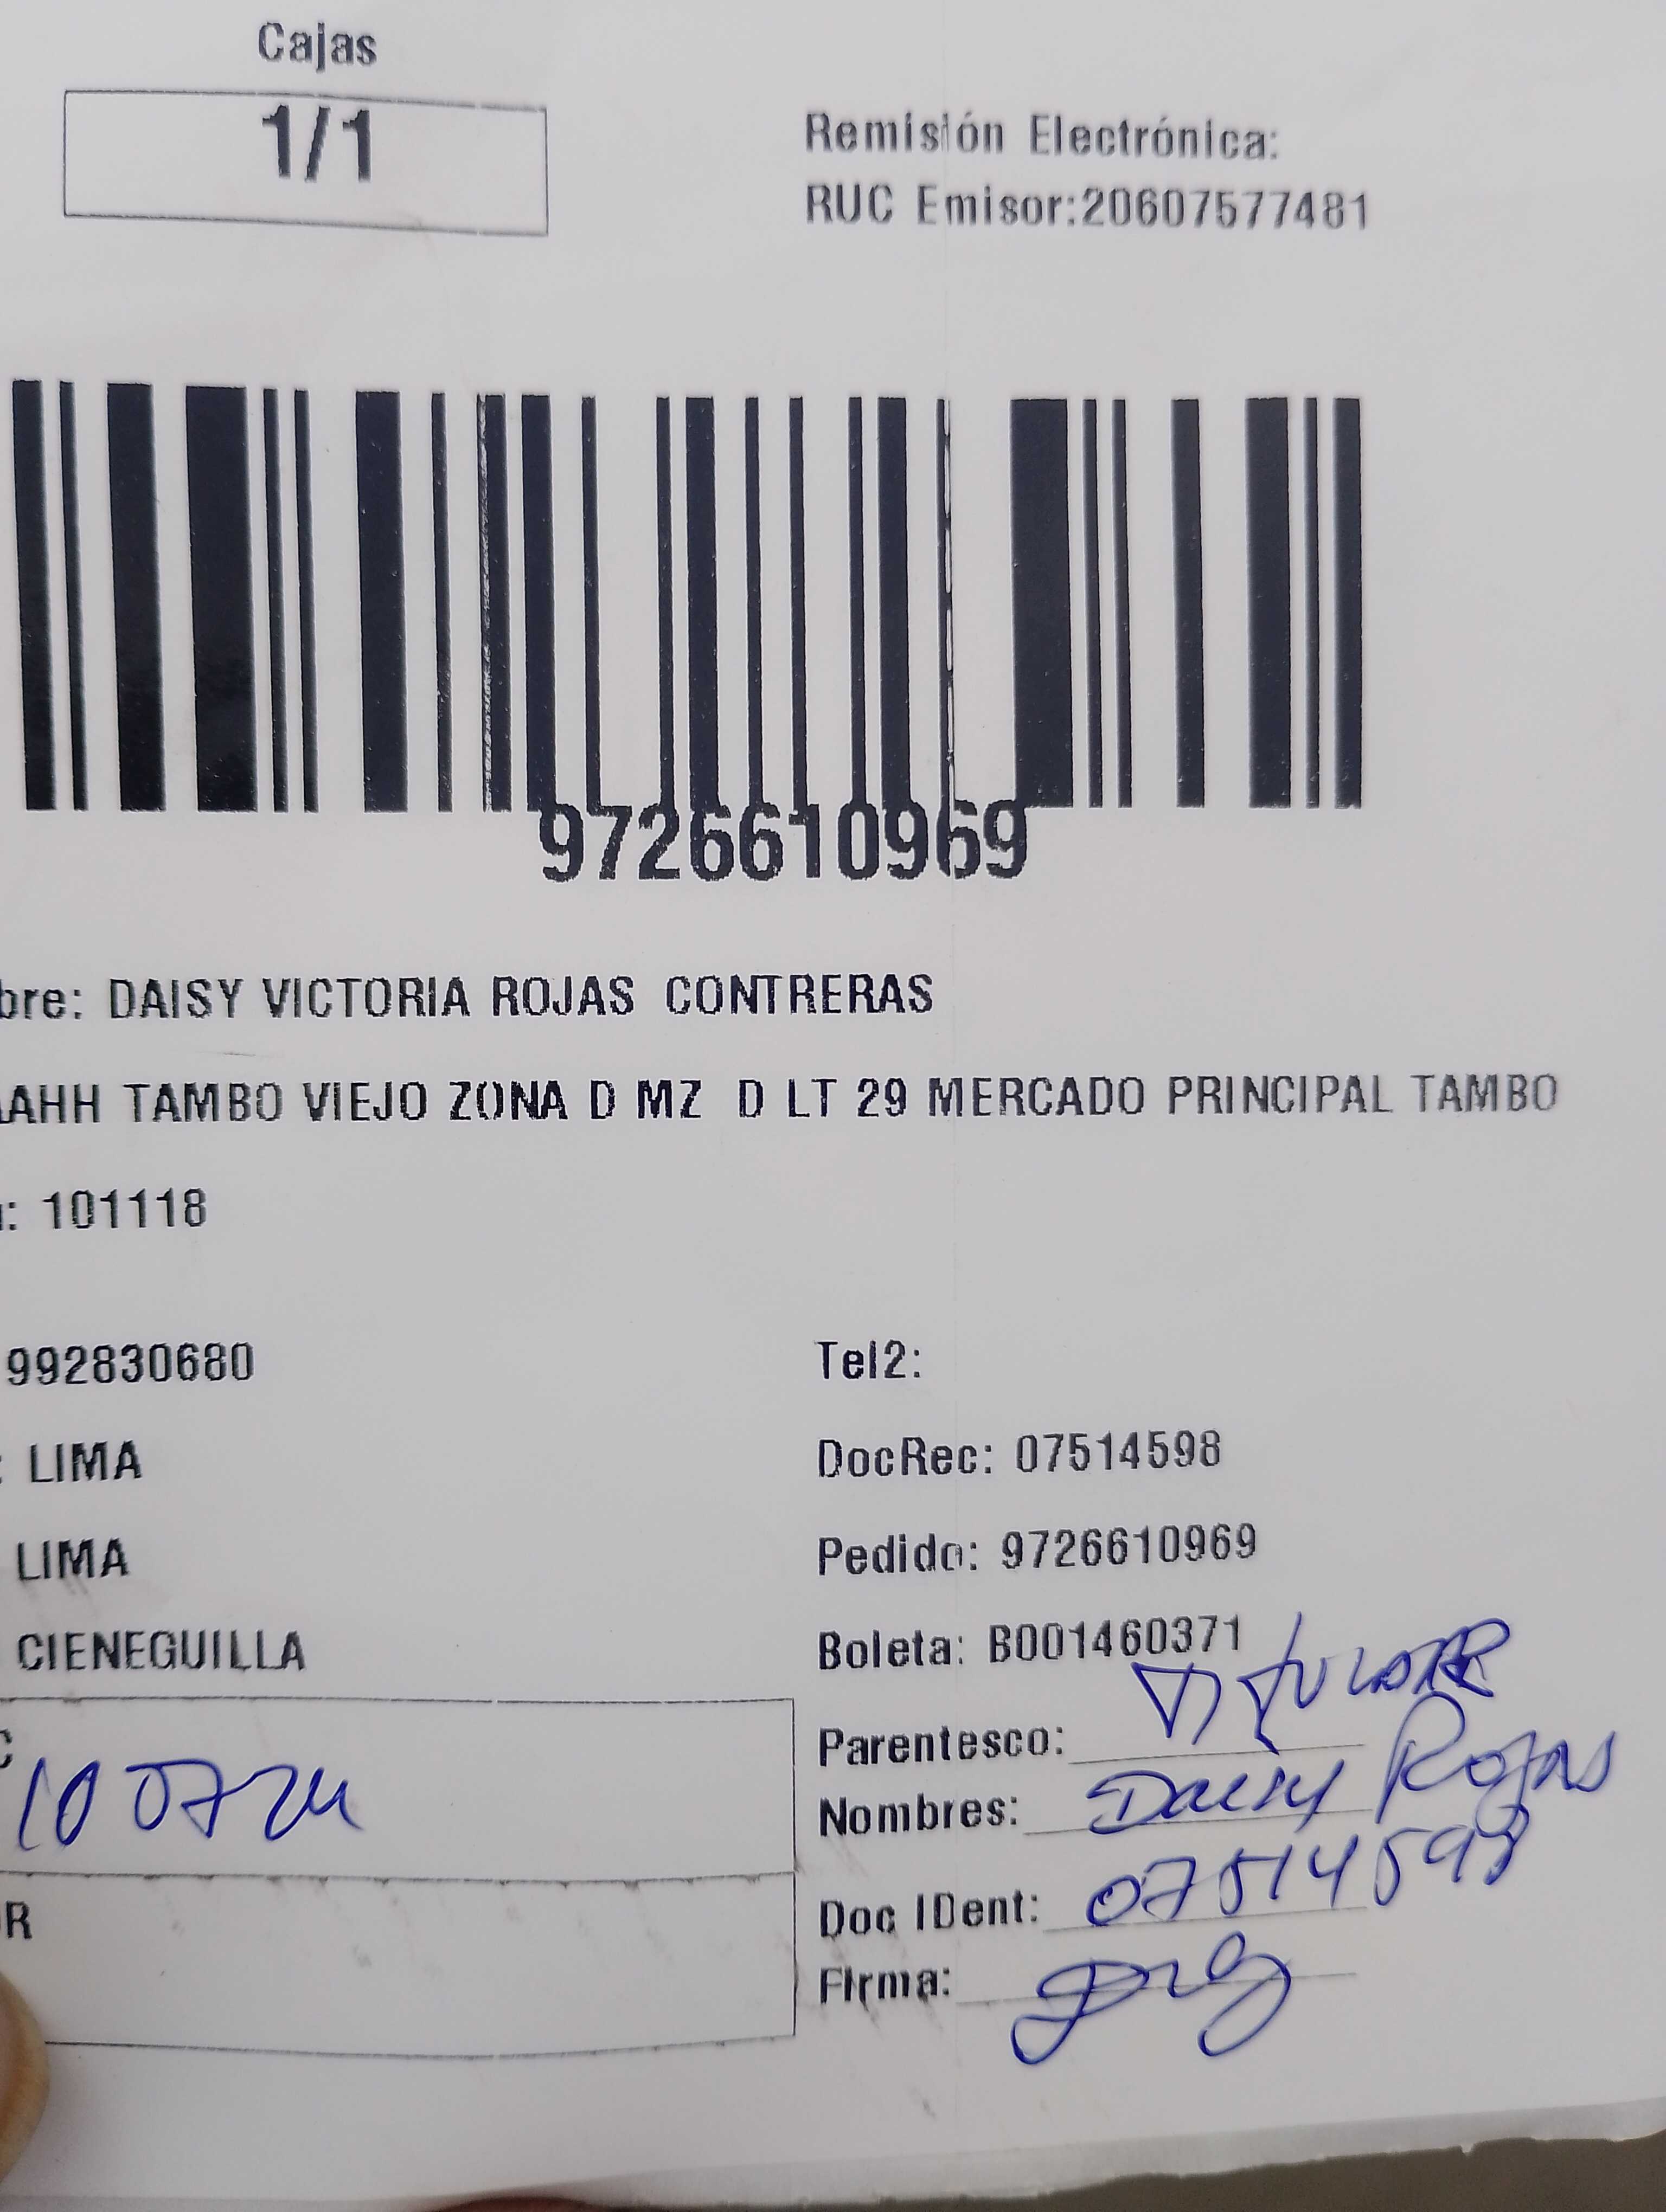 Cajas
1/1
Remisión Electrónica:
RUC Emisor:20607577481
9726610969
bre: DAISY VICTORIA ROJAS CONTRERAS
AAHH TAMBO VIEJO ZONA D MZ D LT 29 MERCADO PRINCIPAL TAMBO
: 101118
992830680
Tel2:
: LIMA
DocRec: 07514598
LIMA
Pedido: 9726610969
CIENEGUILLA
Boleta: B001460371
C
10 07 24
Parentesco: TITULAR
Nombres: Daisy Rojas
OR
Doc IDent: 07514598
Firma: